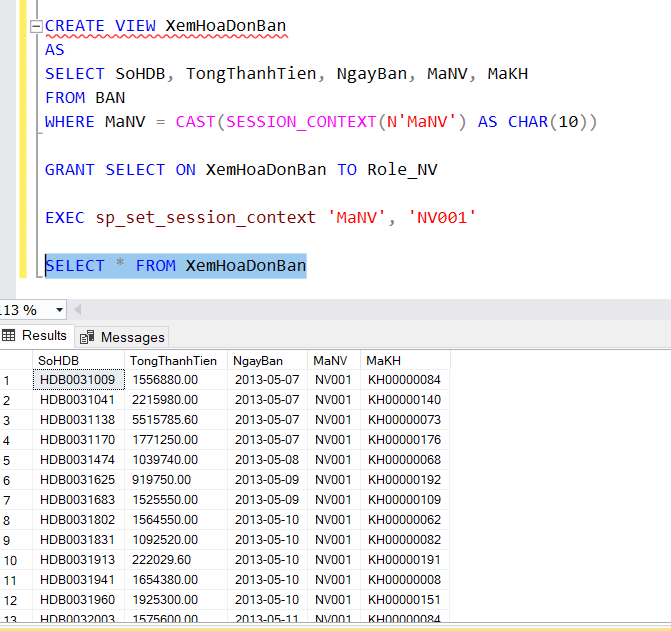 CREATE VIEW XemHoaDonBan
AS
SELECT SoHDB, TongThanhTien, NgayBan, MaNV, MaKH
FROM BAN
WHERE MaNV = CAST(SESSION_CONTEXT(N'MaNV') AS CHAR(10))
GRANT SELECT ON XemHoaDonBan TO Role_NV
EXEC sp_set_session_context 'MaNV', 'NV001'
SELECT * FROM XemHoaDonBan
.13 %
Results Messages
SoHDB TongThanhTien NgayBan MaNV MaKH
1 HDB0031009 1556880.00 2013-05-07 NV001 KH00000084
2 HDB0031041 2215980.00 2013-05-07 NV001 KH00000140
3 HDB0031138 5515785.60 2013-05-07 NV001 KH00000073
4 HDB0031170 1771250.00 2013-05-07 NV001 KH00000176
5 HDB0031474 1039740.00 2013-05-08 NV001 KH00000068
6 HDB0031625 919750.00 2013-05-09 NV001 KH00000192
7 HDB0031683 1525550.00 2013-05-09 NV001 KH00000109
8 HDB0031802 1564550.00 2013-05-10 NV001 KH00000062
9 HDB0031831 1092520.00 2013-05-10 NV001 KH00000082
10 HDB0031913 222029.60 2013-05-10 NV001 KH00000191
11 HDB0031941 1654380.00 2013-05-10 NV001 KH00000008
12 HDB0031960 1925300.00 2013-05-10 NV001 KH00000151
13 HDB0032003 1575600.00 2013-05-11 NV001 KH00000084